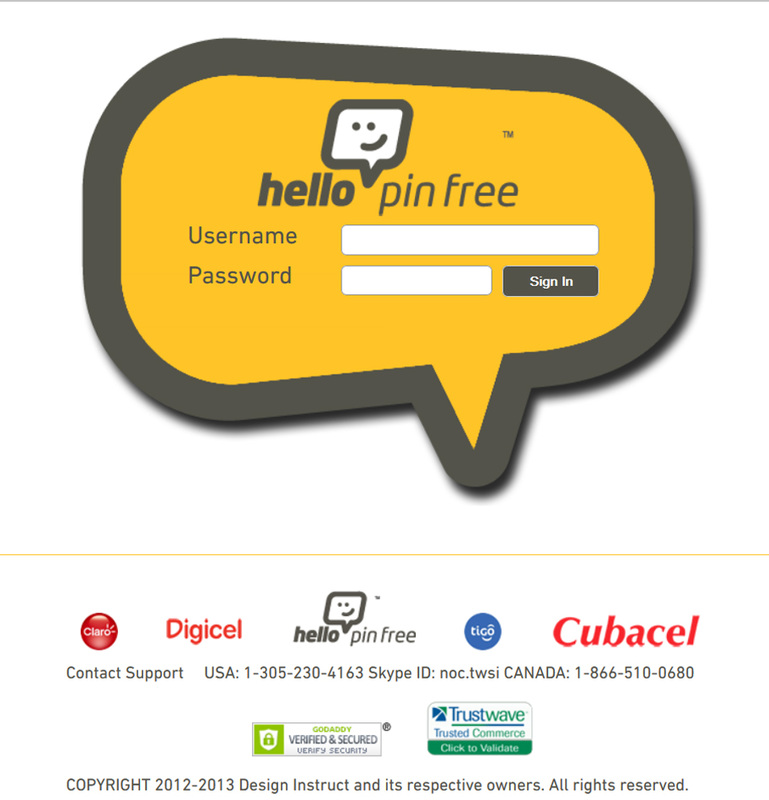 hello pin free ™
Username
Password
Sign In
Claro
Digicel
hello pin free ™
tigo
Cubacel
Contact Support USA: 1-305-230-4163 Skype ID: noc.twsi CANADA: 1-866-510-0680
GODADDY
VERIFIED & SECURED
VERIFY SECURITY
®
Trustwave®
Trusted Commerce
Click to Validate
COPYRIGHT 2012-2013 Design Instruct and its respective owners. All rights reserved.